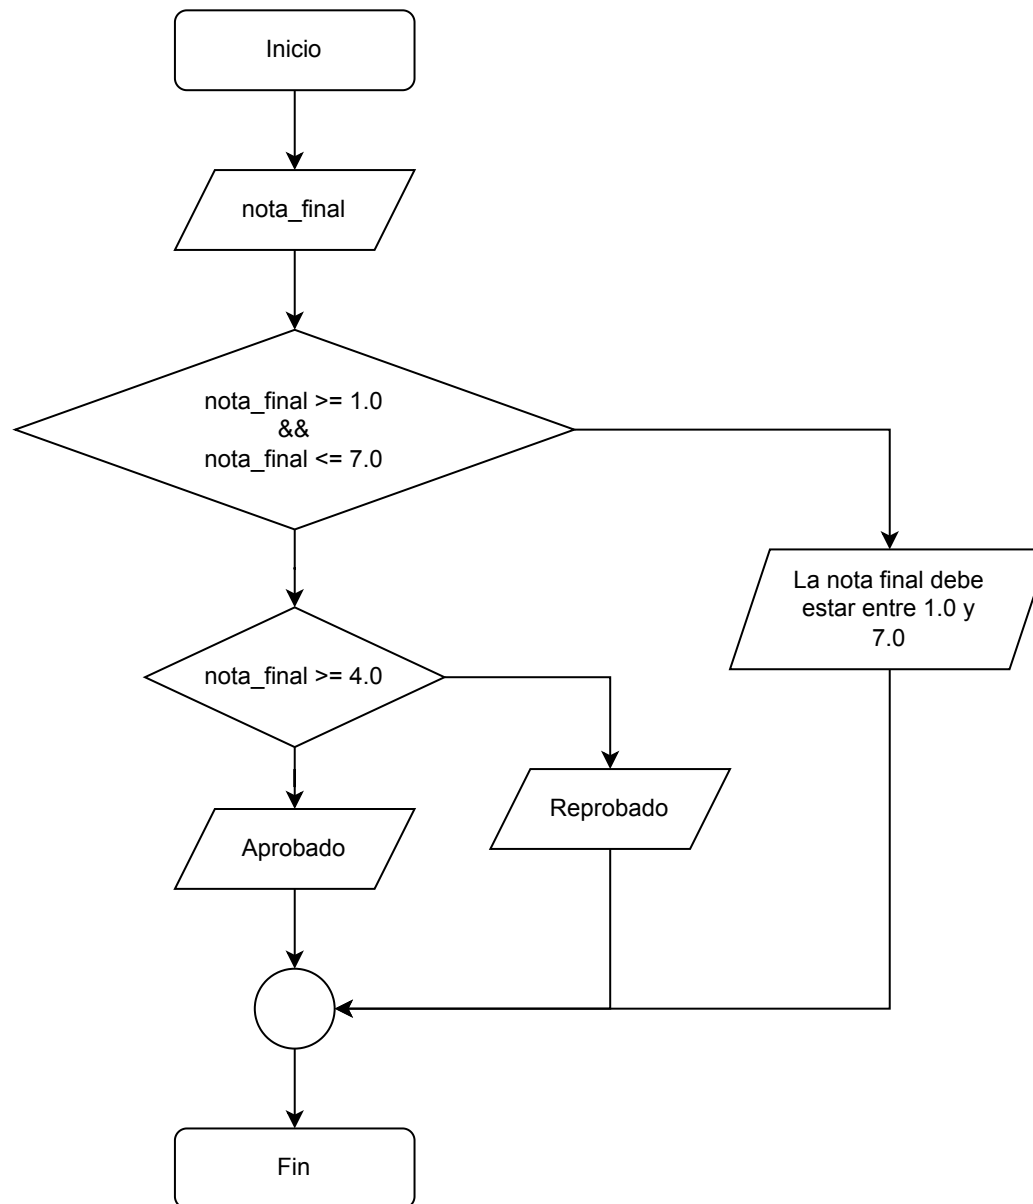 Inicio
nota_final
nota_final >= 1.0
&&
nota_final <= 7.0
La nota final debe
estar entre 1.0 y
7.0
nota_final >= 4.0
Reprobado
Aprobado
Fin